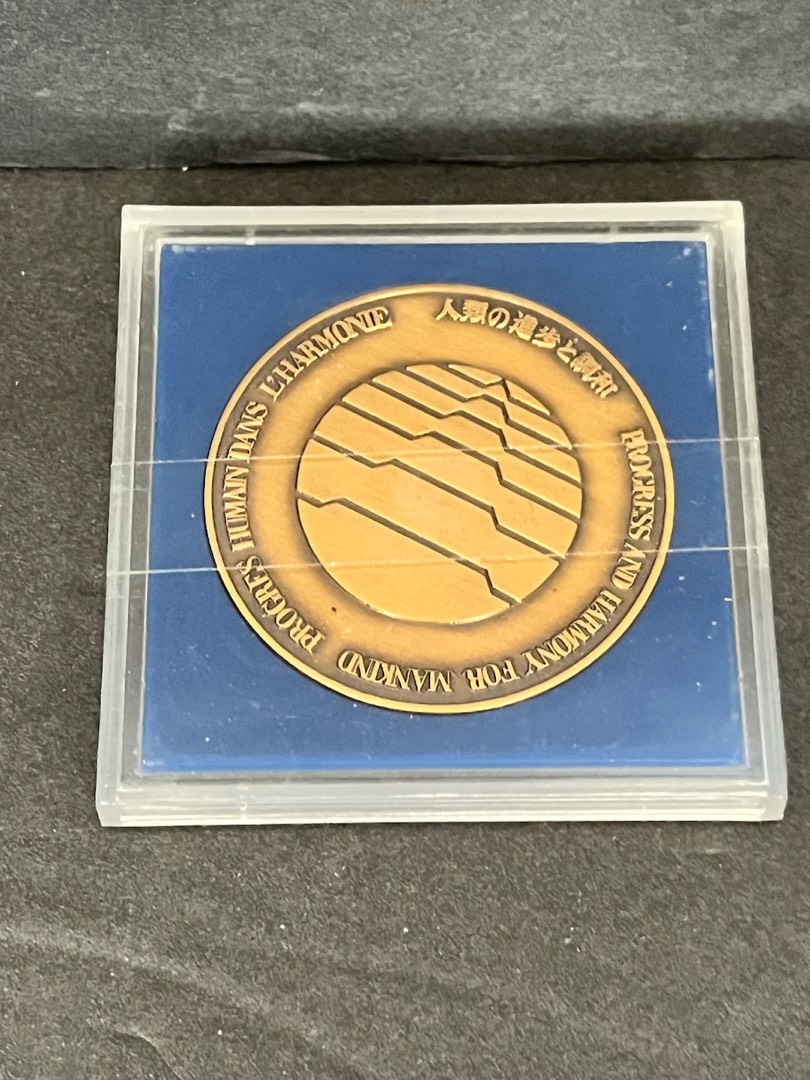 人類の進歩と調和
PROGRESS AND HARMONY FOR MANKIND
PROGRÈS HUMAIN DANS L'HARMONIE